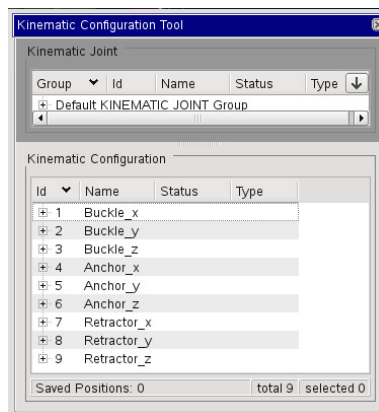 Kinematic Configuration Tool
Kinematic Joint
Group Id Name Status Type
Default KINEMATIC JOINT Group
Kinematic Configuration
Id Name Status Type
1 Buckle_x
2 Buckle_y
3 Buckle_z
4 Anchor_x
5 Anchor_y
6 Anchor_z
7 Retractor_x
8 Retractor_y
9 Retractor_z
Saved Positions: 0 total 9 selected 0